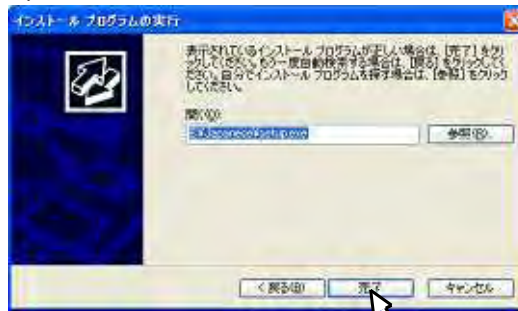 インストール プログラムの実行
表示されているインストール プログラムが正しい場合は、[完了] をクリ
ックしてください。もう一度自動検索する場合は、[戻る] をクリックしてく
ださい。自分でインストール プログラムを探す場合は、[参照] をクリック
してください。
開く(O):
参照(R)...
< 戻る(B)
完了
キャンセル